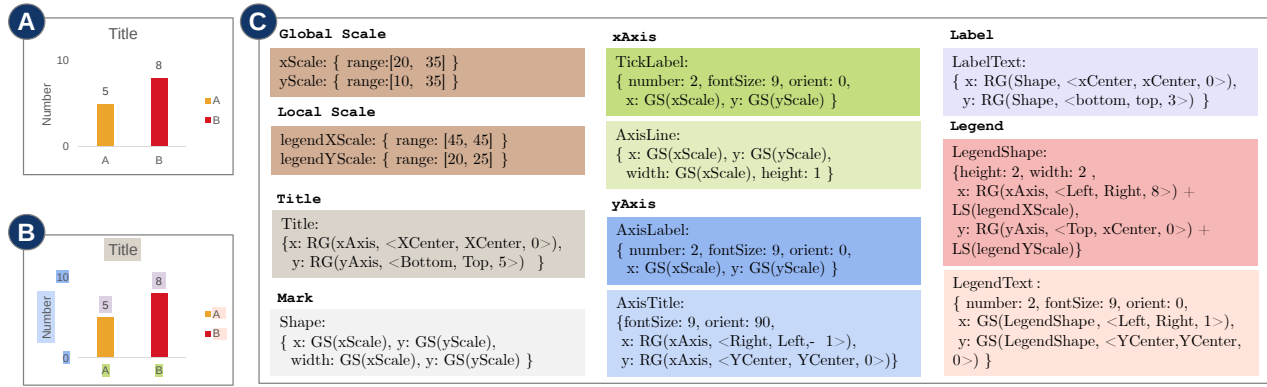 A
Title
10
8
5
Number
A
B
0
A
B
B
Title
10
8
5
Number
A
B
0
A
B
C
Global Scale
xScale: { range:[20, 35] }
yScale: { range:[10, 35] }
Local Scale
legendXScale: { range: [45, 45] }
legendYScale: { range: [20, 25] }
Title
Title:
{x: RG(xAxis, <XCenter, XCenter, 0>),
y: RG(yAxis, <Bottom, Top, 5>) }
Mark
Shape:
{ x: GS(xScale), y: GS(yScale),
width: GS(xScale), y: GS(yScale) }
xAxis
TickLabel:
{ number: 2, fontSize: 9, orient: 0,
x: GS(xScale), y: GS(yScale) }
AxisLine:
{ x: GS(xScale), y: GS(yScale),
width: GS(xScale), height: 1 }
yAxis
AxisLabel:
{ number: 2, fontSize: 9, orient: 0,
x: GS(xScale), y: GS(yScale) }
AxisTitle:
{fontSize: 9, orient: 90,
x: RG(xAxis, <Right, Left,- 1>),
y: RG(xAxis, <YCenter, YCenter, 0>)}
Label
LabelText:
{ x: RG(Shape, <xCenter, xCenter, 0>),
y: RG(Shape, <bottom, top, 3>) }
Legend
LegendShape:
{height: 2, width: 2 ,
x: RG(xAxis, <Left, Right, 8>) +
LS(legendXScale),
y: RG(yAxis, <Top, xCenter, 0>) +
LS(legendYScale)}
LegendText:
{ number: 2, fontSize: 9, orient: 0,
x: GS(LegendShape, <Left, Right, 1>),
y: GS(LegendShape, <YCenter,YCenter,
0>) }